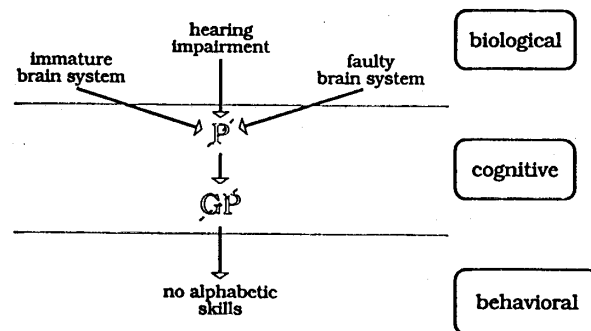 hearing
impairment
immature
brain system
faulty
brain system
biological
P
cognitive
GP
no alphabetic
skills
behavioral